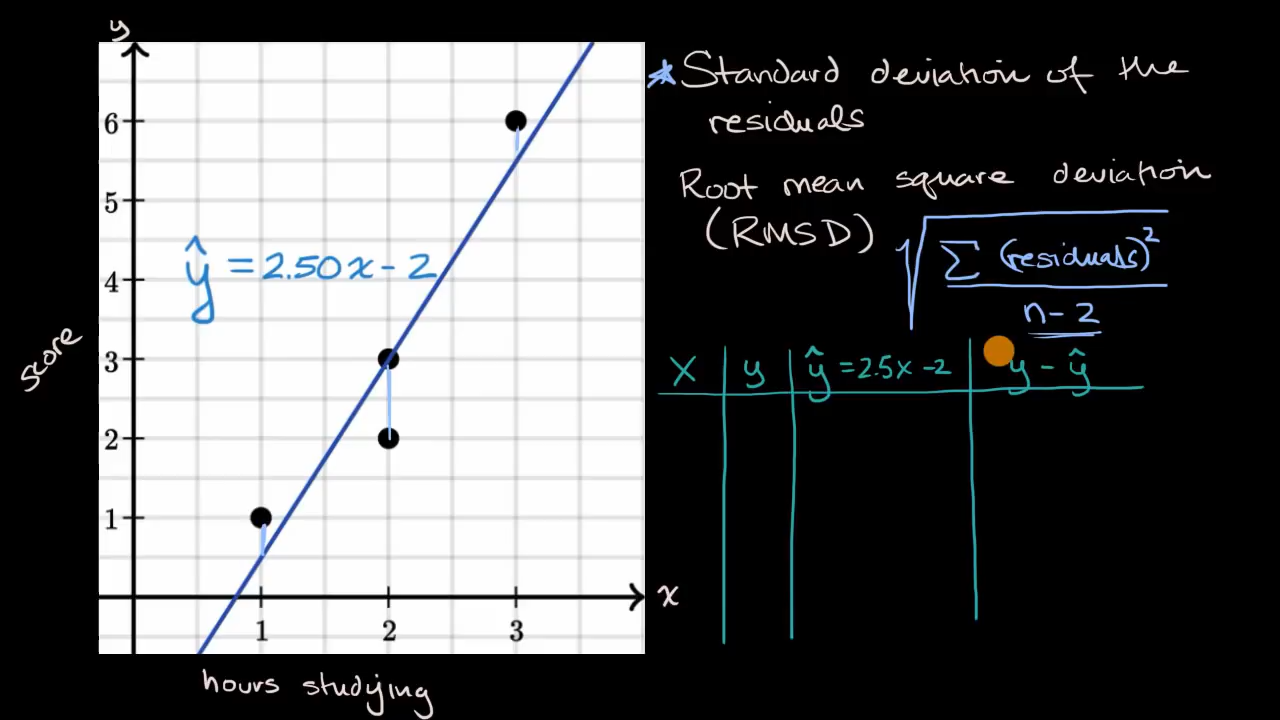 y
6
5
4
3
2
1
1 2 3
ŷ = 2.50x - 2
score
hours studying
x
* Standard deviation of the
residuals
Root mean square deviation
(RMSD) √(Σ (residuals)² / n - 2)
x y ŷ = 2.5x - 2 y - ŷ